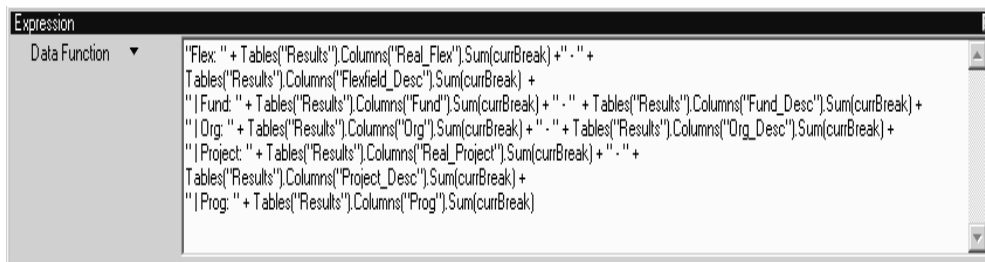 Expression
Data Function
"Flex: " + Tables("Results").Columns("Real_Flex").Sum(currBreak) +" - " +
Tables("Results").Columns("Flexfield_Desc").Sum(currBreak)  +
" | Fund: " + Tables("Results").Columns("Fund").Sum(currBreak) + " - "  + Tables("Results").Columns("Fund_Desc").Sum(currBreak) +
" | Org: " + Tables("Results").Columns("Org").Sum(currBreak) + " - " + Tables("Results").Columns("Org_Desc").Sum(currBreak) +
" | Project: " + Tables("Results").Columns("Real_Project").Sum(currBreak) + " - " +
Tables("Results").Columns("Project_Desc").Sum(currBreak) +
" | Prog: " + Tables("Results").Columns("Prog").Sum(currBreak)